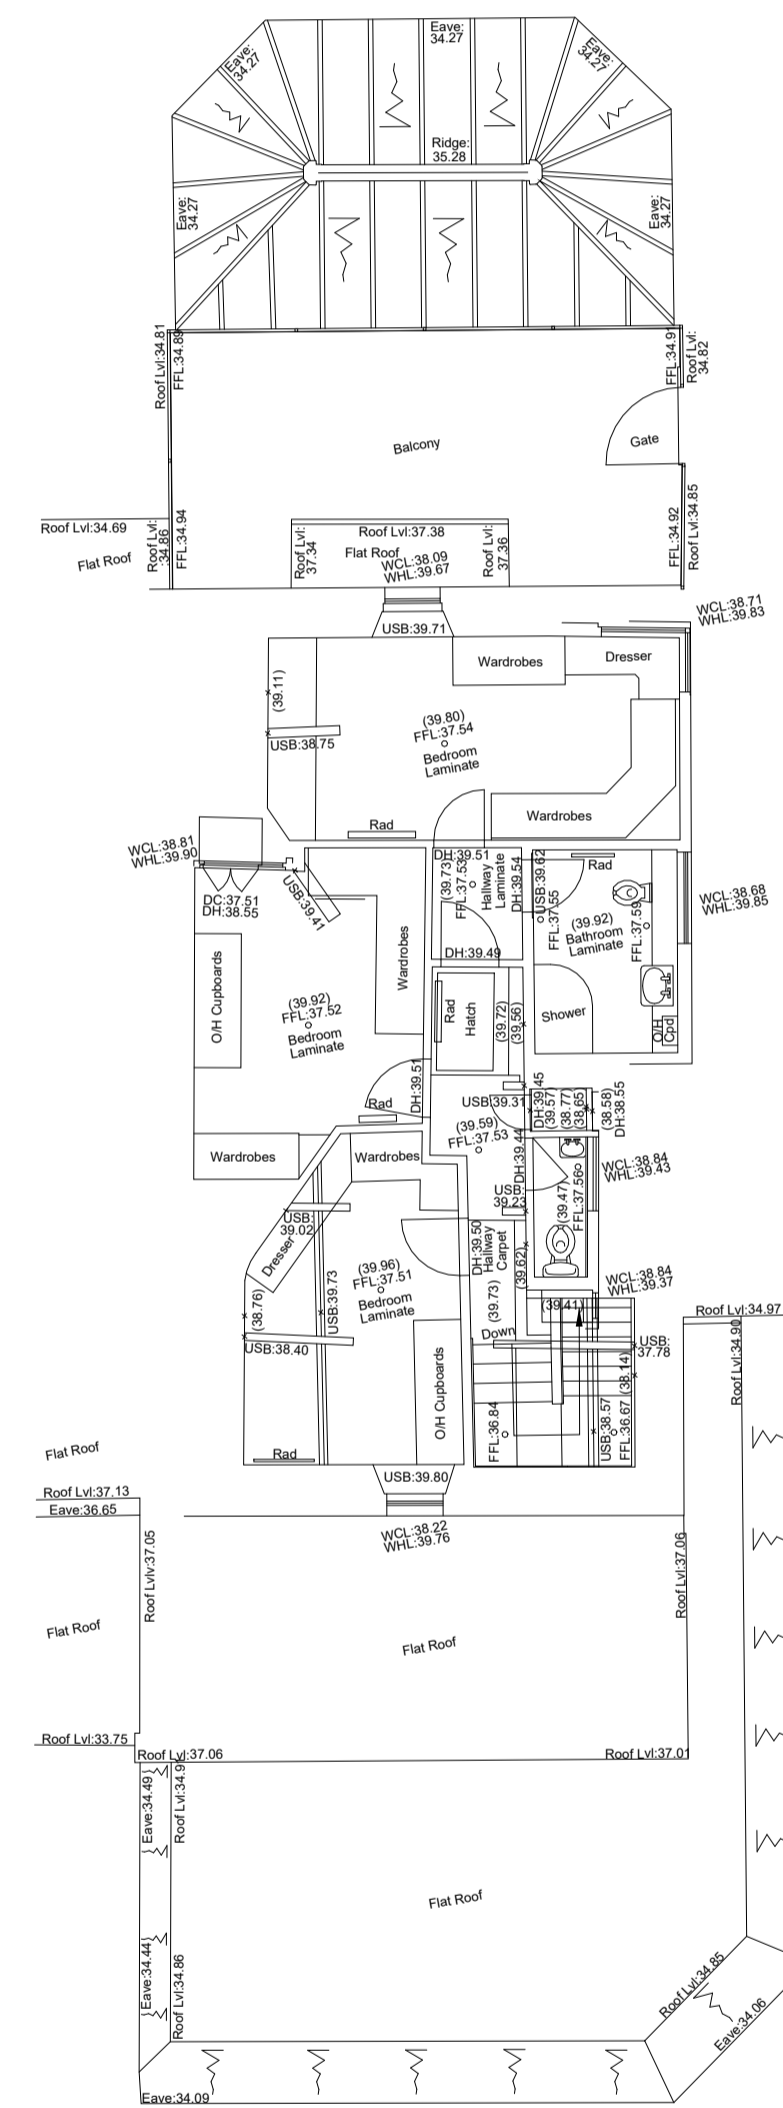 Eave:
34.27
Eave:
34.27
Eave:
34.27
Ridge:
35.28
Eave:
34.27
Eave:
34.27
Roof Lvl:34.81
FFL:34.89
FFL:34.91
Roof Lvl:
34.82
Balcony
Gate
Roof Lvl:34.69
Flat Roof
Roof Lvl:
34.86
FFL:34.94
Roof Lvl:37.38
Roof Lvl:
37.34
Flat Roof
Roof Lvl:
37.36
WCL:38.09
WHL:39.67
FFL:34.92
Roof Lvl:34.85
USB:39.71
WCL:38.71
WHL:39.83
Wardrobes
Dresser
(39.11)
USB:38.75
(39.80)
FFL:37.54
Bedroom
Laminate
Wardrobes
Rad
WCL:38.81
WHL:39.90
DC:37.51
DH:38.55
USB:39.41
DH:39.51
(39.73)
FFL:37.53
Hallway
Laminate
DH:39.54
USB:39.62
FFL:37.55
Rad
(39.92)
Bathroom
Laminate
FFL:37.59
WCL:38.68
WHL:39.85
DH:39.49
O/H Cupboards
Wardrobes
(39.92)
FFL:37.52
Bedroom
Laminate
Rad
Hatch
(39.72)
(39.56)
Shower
O/H
Cpd
DH:39.51
Rad
USB:39.31
DH:39.45
(39.57)
(38.77)
(38.65)
(38.58)
DH:38.55
(39.59)
FFL:37.53
DH:39.44
Wardrobes
Wardrobes
WCL:38.84
WHL:39.43
USB:
39.23
(39.47)
FFL:37.56
USB:
39.02
Dresser
DH:39.50
Hallway
Carpet
(39.62)
(39.96)
FFL:37.51
Bedroom
Laminate
USB:39.73
(38.76)
USB:38.40
WCL:38.84
WHL:39.37
(39.73)
(39.41)
Down
USB:
37.78
(38.14)
O/H Cupboards
FFL:36.84
USB:38.57
FFL:36.67
Roof Lvl:34.97
Roof Lvl:34.90
Rad
Flat Roof
USB:39.80
Roof Lvl:37.13
Eave:36.65
WCL:38.22
WHL:39.76
Roof Lvlv:37.05
Roof Lvl:37.06
Flat Roof
Flat Roof
Roof Lvl:33.75
Roof Lvl:37.06
Roof Lvl:37.01
Eave:34.49
Flat Roof
Eave:34.44
Roof Lvl:34.86
Roof Lvl:34.85
Eave:34.06
Eave:34.09